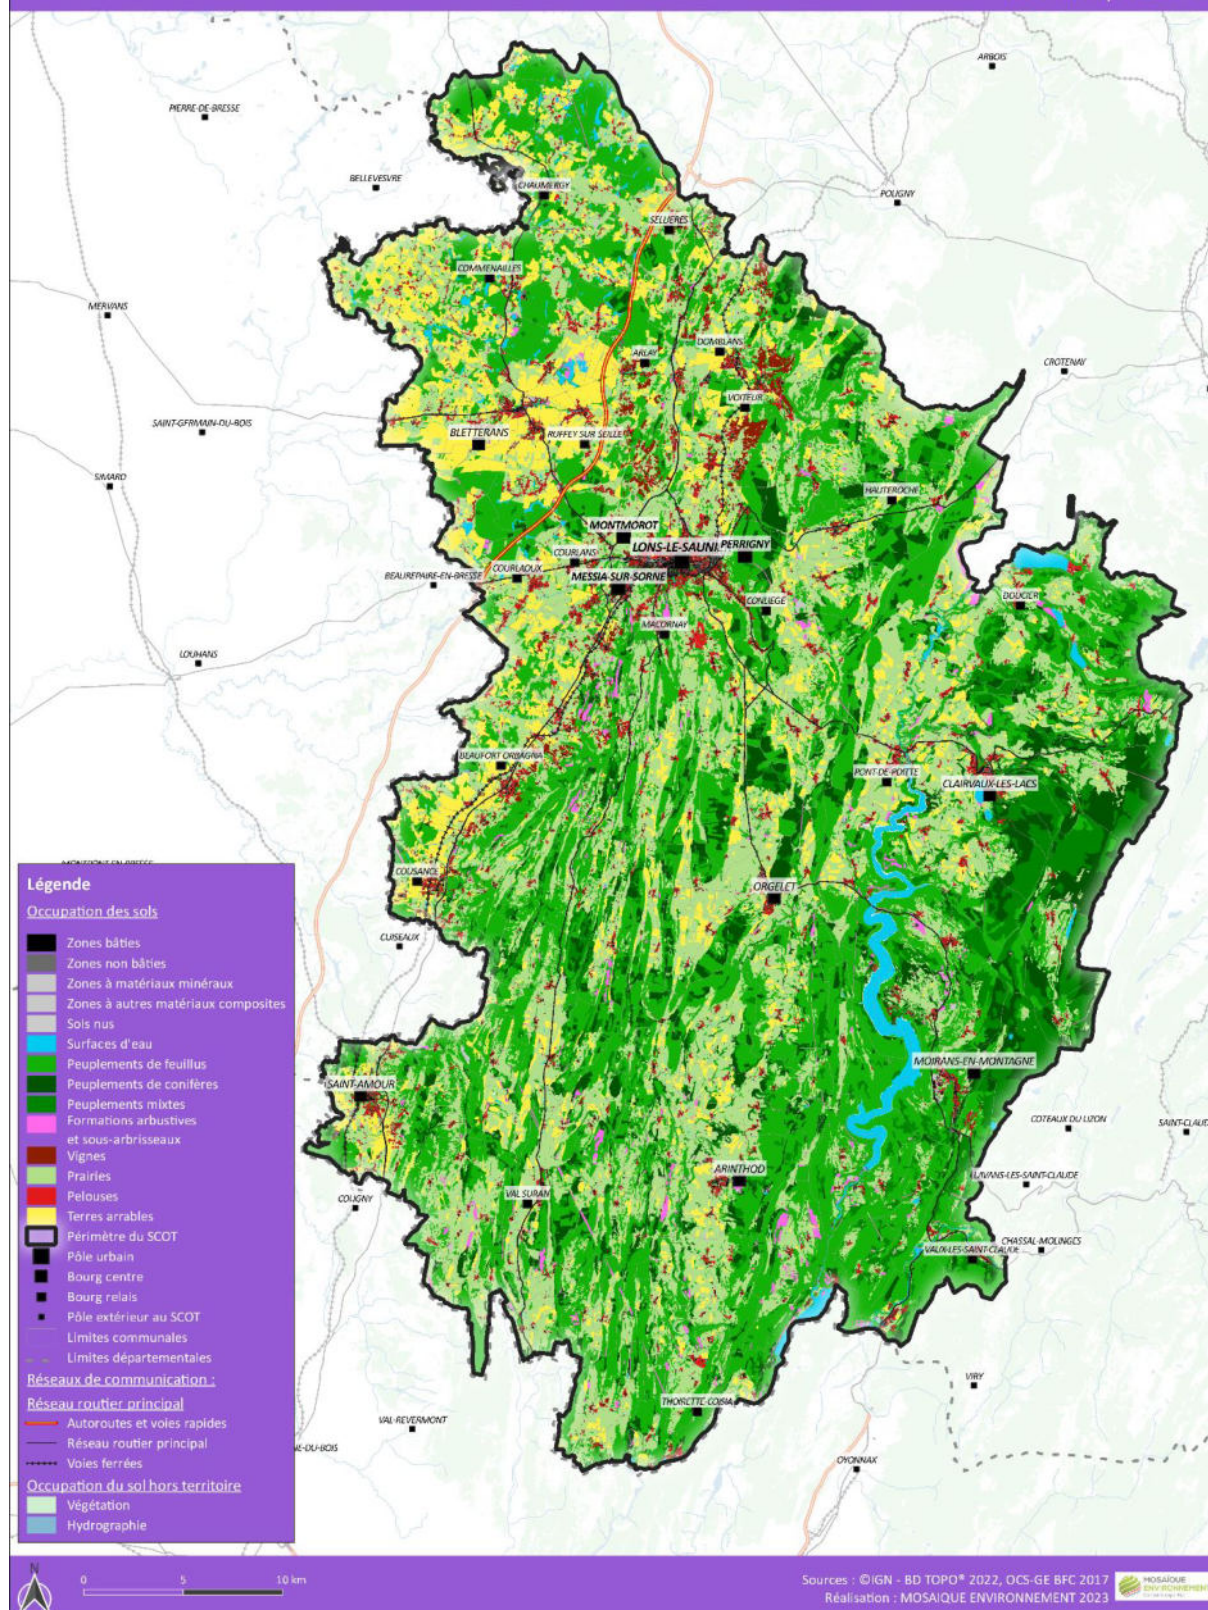 ARBOIS
PIERRE-DE-BRESSE
BELLEVESVRE
CHAUMERGY
POLIGNY
SELLIERES
COMMENAILLES
MERVANS
DOMBLANS
ARLAY
CROTENAY
VOITEUR
SAINT-GERMAIN-DU-BOIS
BLETTERANS
RUFFEY SUR SEILLE
SIMARD
HAUTEROCHE
MONTMOROT
LONS-LE-SAUNI
PERRIGNY
COURLANS
COURLAOUX
BEAUREPAIRE-EN-BRESSE
MESSIA-SUR-SORNE
DOUCIER
CONLIEGE
MACORNAY
LOUHANS
BEAUFORT ORBAGNA
PONT-DE-POITTE
CLAIRVAUX-LES-LACS
COUSANCE
ORGELET
CUISEAUX
MOIRANS-EN-MONTAGNE
SAINT-AMOUR
COTEAUX DU LIZON
SAINT-CLAUD
ARINTHOD
LAVANS-LES-SAINT-CLAUDE
VAL SURAN
COLIGNY
CHASSAL-MOLINGES
VAUX-LES-SAINT-CLAUDE
VIRY
THOIRETTE-COISIA
VAL-REVERMONT
NE-DU-BOIS
OYONNAX
Légende
Occupation des sols
Zones bâties
Zones non bâties
Zones à matériaux minéraux
Zones à autres matériaux composites
Sols nus
Surfaces d'eau
Peuplements de feuillus
Peuplements de conifères
Peuplements mixtes
Formations arbustives
et sous-arbrisseaux
Vignes
Prairies
Pelouses
Terres arrables
Périmètre du SCOT
Pôle urbain
Bourg centre
Bourg relais
Pôle extérieur au SCOT
Limites communales
Limites départementales
Réseaux de communication :
Réseau routier principal
Autoroutes et voies rapides
Réseau routier principal
Voies ferrées
Occupation du sol hors territoire
Végétation
Hydrographie
N
0 5 10 km
Sources : ©IGN - BD TOPO® 2022, OCS-GE BFC 2017
Réalisation : MOSAIQUE ENVIRONNEMENT 2023
MOSAÏQUE
ENVIRONNEMENT